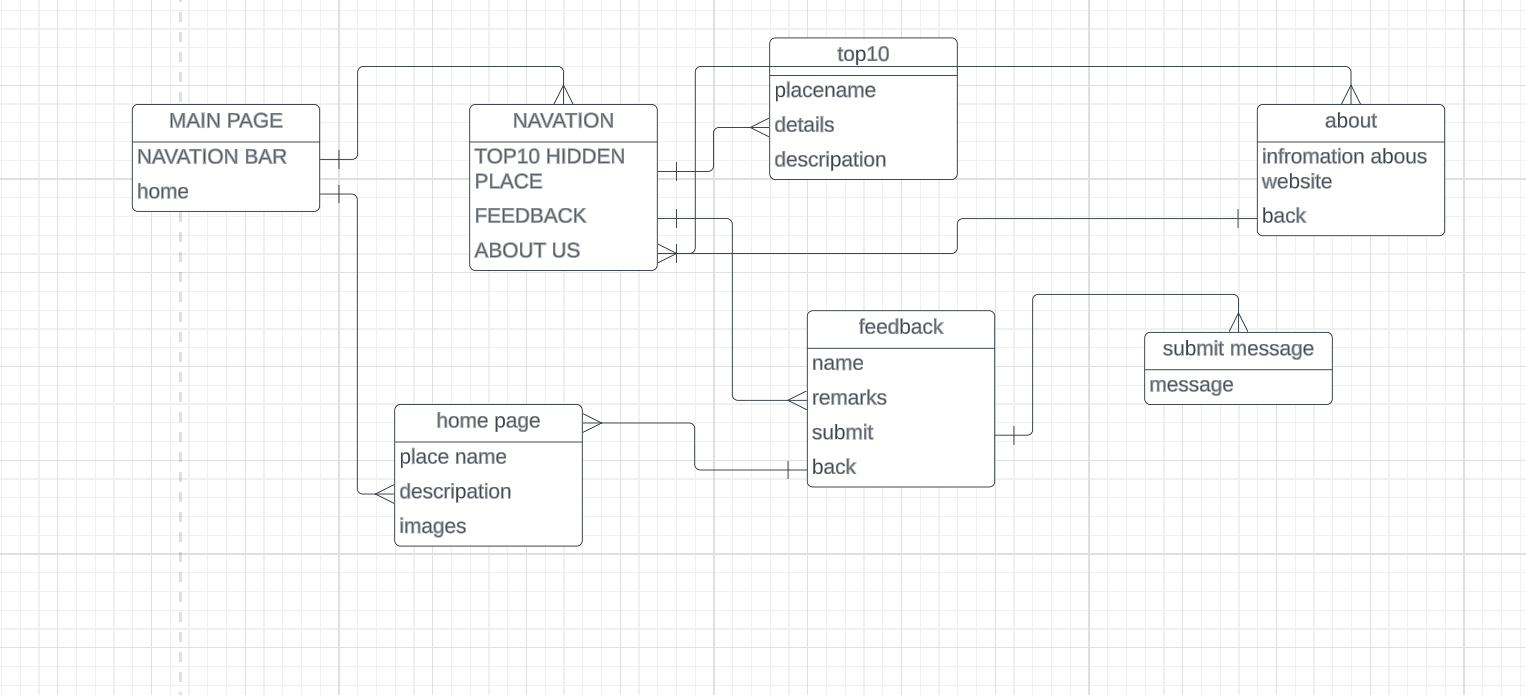 MAIN PAGE
NAVATION BAR
home
NAVATION
TOP10 HIDDEN
PLACE
FEEDBACK
ABOUT US
top10
placename
details
descripation
about
infromation abous
website
back
home page
place name
descripation
images
feedback
name
remarks
submit
back
submit message
message